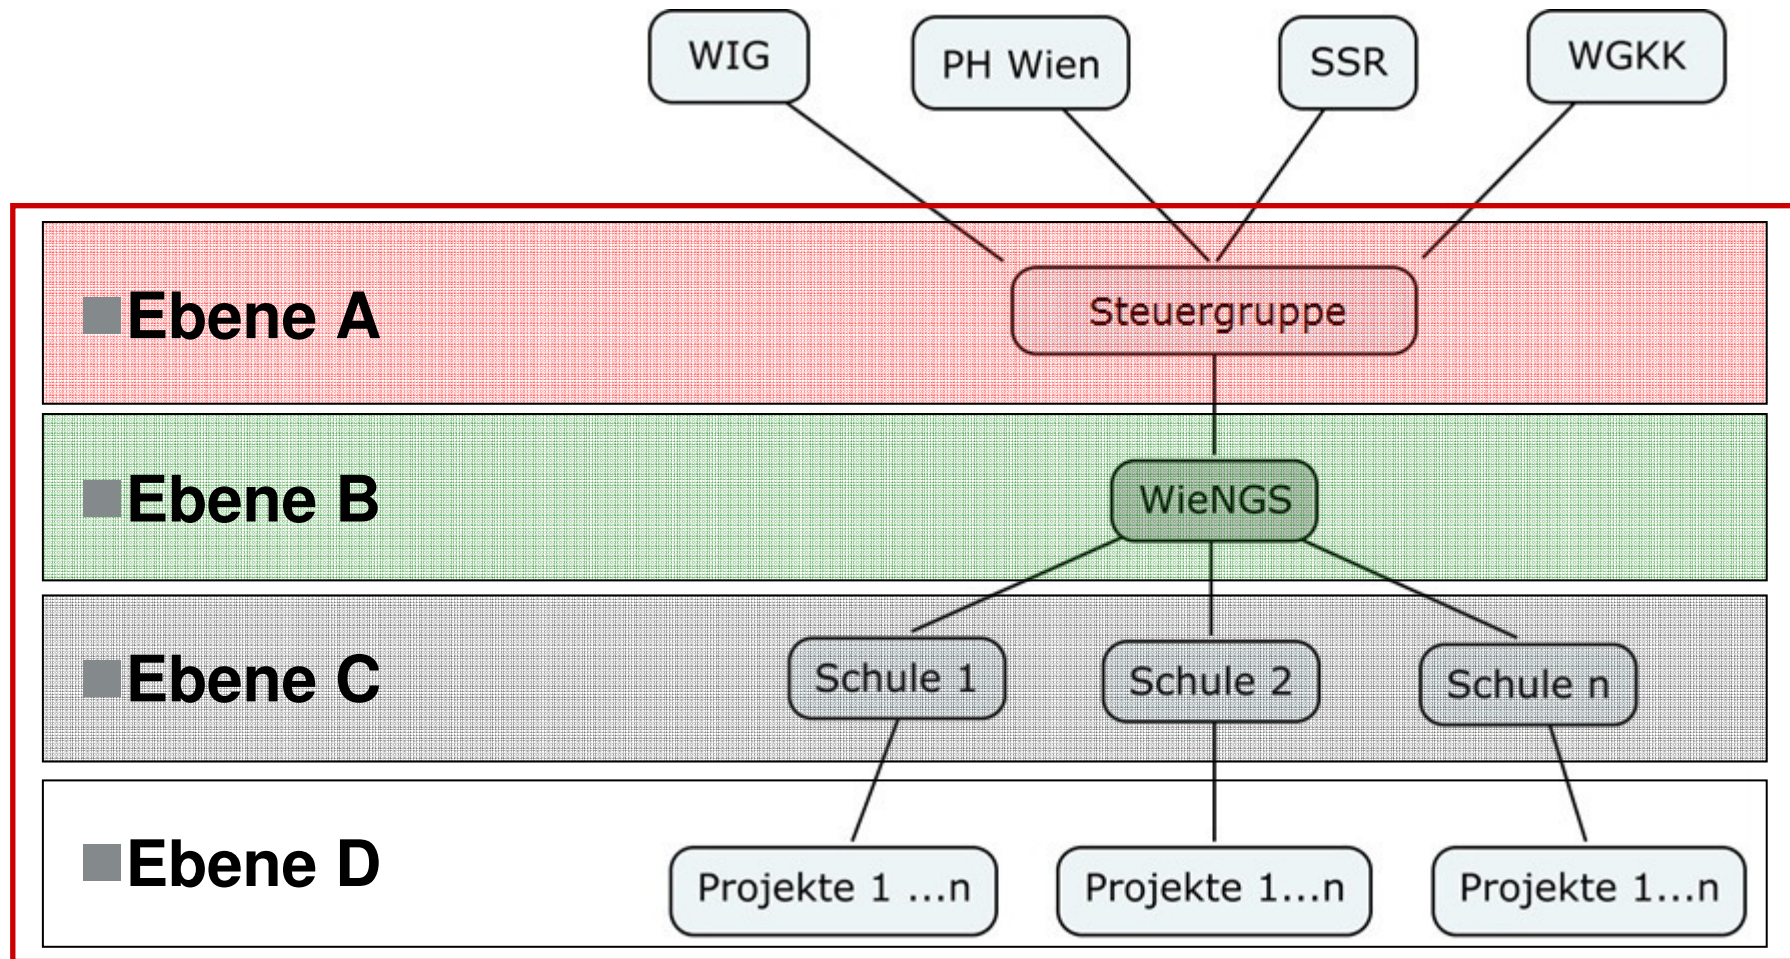 WIG
PH Wien
SSR
WGKK
Ebene A
Steuergruppe
Ebene B
WieNGS
Ebene C
Schule 1
Schule 2
Schule n
Ebene D
Projekte 1 ...n
Projekte 1...n
Projekte 1...n